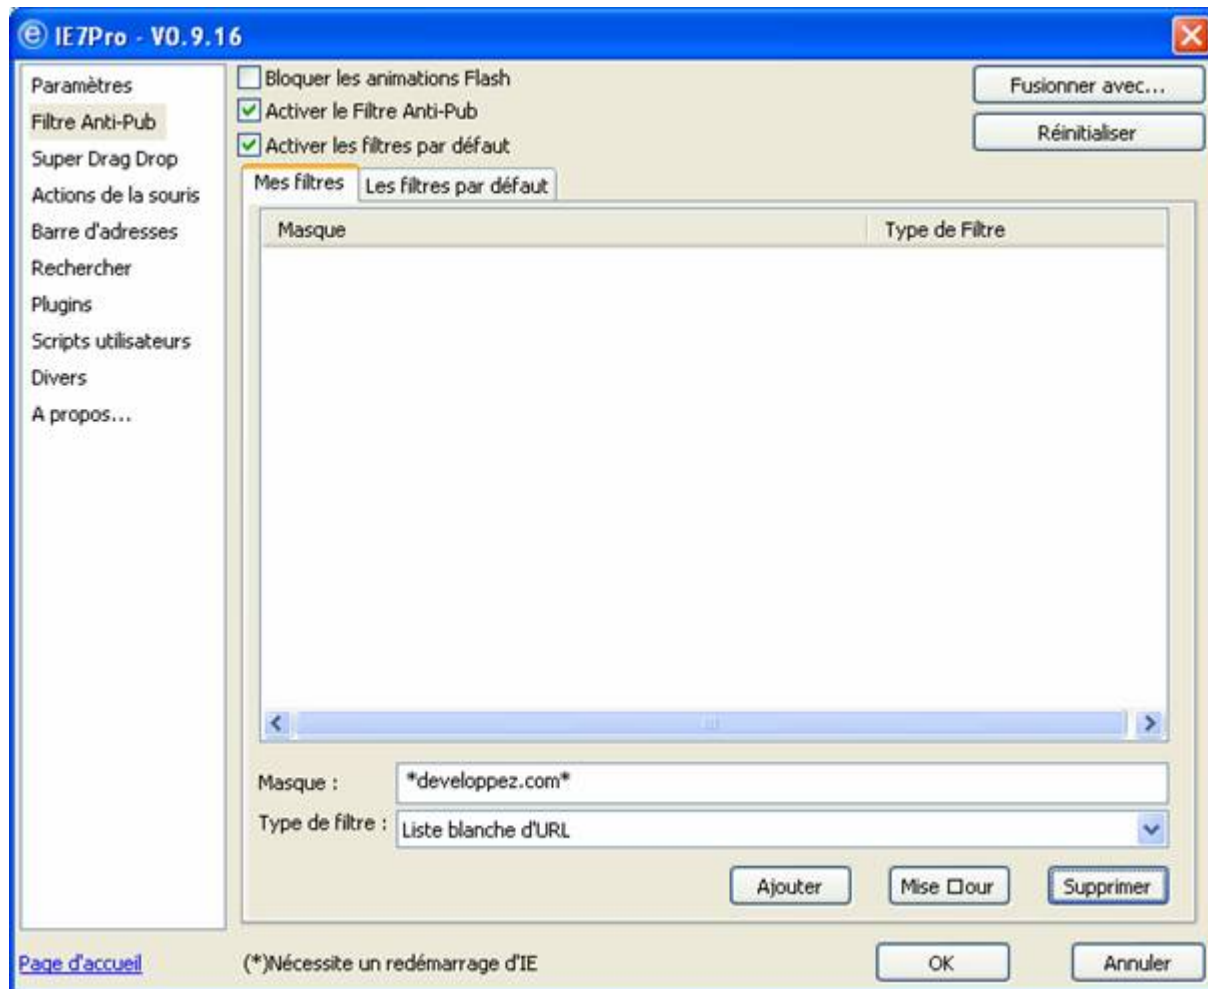 IE7Pro - V0.9.16
Paramètres
Filtre Anti-Pub
Super Drag Drop
Actions de la souris
Barre d'adresses
Rechercher
Plugins
Scripts utilisateurs
Divers
A propos...
Bloquer les animations Flash
Activer le Filtre Anti-Pub
Activer les filtres par défaut
Fusionner avec...
Réinitialiser
Mes filtres
Les filtres par défaut
Masque
Type de Filtre
Masque :
*developpez.com*
Type de filtre :
Liste blanche d'URL
Ajouter
Mise □our
Supprimer
Page d'accueil
(*)Nécessite un redémarrage d'IE
OK
Annuler